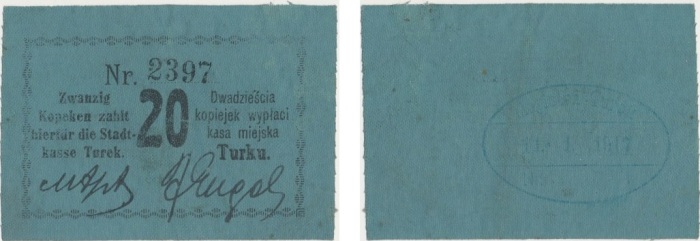 Nr. 2397
Zwanzig
Kopeken zahlt
hierfür die Stadt-
kasse Turek.
20
Dwadzieścia
kopiejek wypłaci
kasa miejska
Turku.